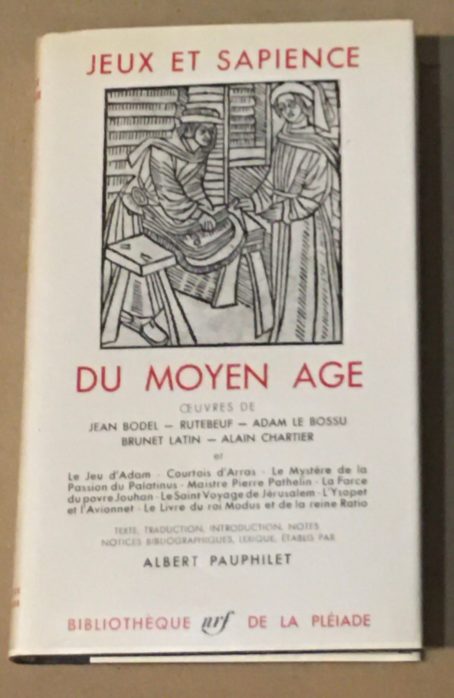 JEUX ET SAPIENCE
DU MOYEN AGE
ŒUVRES DE
JEAN BODEL – RUTEBEUF – ADAM LE BOSSU
BRUNET LATIN – ALAIN CHARTIER
et
Le Jeu d'Adam · Courtois d'Arras · Le Mystère de la
Passion du Palatinus · Maistre Pierre Pathelin · La Farce
du povre Jouhan · Le Saint Voyage de Jérusalem · L'Ysopet
et l'Avionnet · Le Livre du roi Modus et de la reine Ratio
TEXTE, TRADUCTION, INTRODUCTION, NOTES
NOTICES BIBLIOGRAPHIQUES, LEXIQUE, ÉTABLIS PAR
ALBERT PAUPHILET
BIBLIOTHÈQUE nrf DE LA PLÉIADE